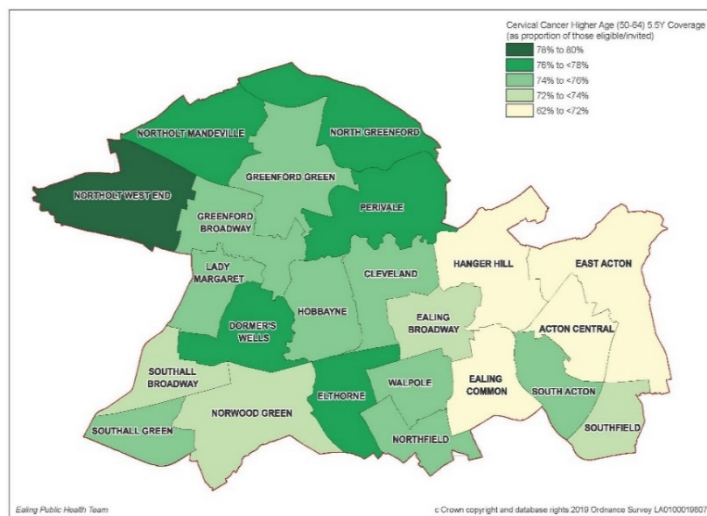 Cervical Cancer Higher Age (50-64) 5.5Y Coverage
(as proportion of those eligible/invited)
78% to 80%
76% to <78%
74% to <76%
72% to <74%
62% to <72%
NORTHOLT MANDEVILLE
NORTH GREENFORD
GREENFORD GREEN
NORTHOLT WEST END
PERIVALE
GREENFORD
BROADWAY
LADY
MARGARET
CLEVELAND
HANGER HILL
EAST ACTON
HOBBAYNE
DORMER'S
WELLS
EALING
BROADWAY
ACTON CENTRAL
SOUTHALL
BROADWAY
ELTHORNE
WALPOLE
EALING
COMMON
SOUTH ACTON
NORWOOD GREEN
SOUTHALL GREEN
NORTHFIELD
SOUTHFIELD
Ealing Public Health Team
c Crown copyright and database rights 2019 Ordnance Survey LA0100019807